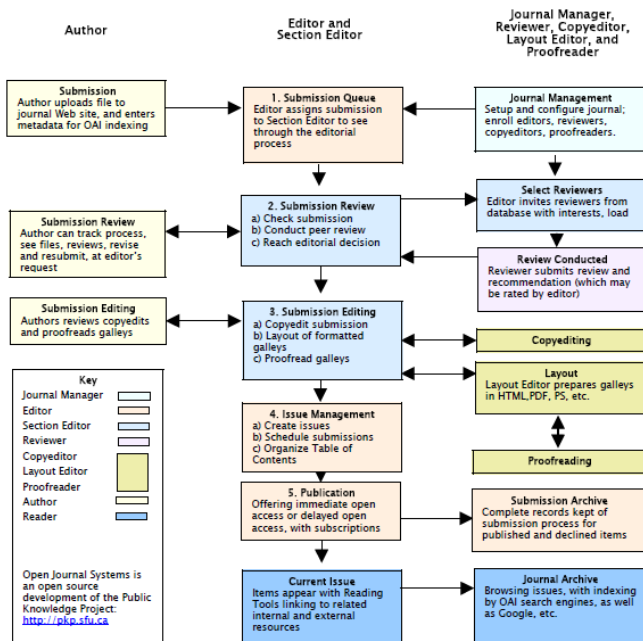 Author
Editor and
Section Editor
Journal Manager,
Reviewer, Copyeditor,
Layout Editor, and
Proofreader
Submission
Author uploads file to
journal Web site, and enters
metadata for OAI indexing
1. Submission Queue
Editor assigns submission
to Section Editor to see
through the editorial
process
Journal Management
Setup and configure journal;
enroll editors, reviewers,
copyeditors, proofreaders.
Submission Review
Author can track process,
see files, reviews, revise
and resubmit, at editor's
request
2. Submission Review
a) Check submission
b) Conduct peer review
c) Reach editorial decision
Select Reviewers
Editor invites reviewers from
database with interests, load
Review Conducted
Reviewer submits review and
recommendation (which may
be rated by editor)
Submission Editing
Authors reviews copyedits
and proofreads galleys
3. Submission Editing
a) Copyedit submission
b) Layout of formatted
galleys
c) Proofread galleys
Copyediting
Layout
Layout Editor prepares galleys
in HTML,PDF, PS, etc.
Proofreading
4. Issue Management
a) Create issues
b) Schedule submissions
c) Organize Table of
Contents
5. Publication
Offering immediate open
access or delayed open
access, with subscriptions
Submission Archive
Complete records kept of
submission process for
published and declined items
Current Issue
Items appear with Reading
Tools linking to related
internal and external
resources
Journal Archive
Browsing issues, with indexing
by OAI search engines, as well
as Google, etc.
Key
Journal Manager
Editor
Section Editor
Reviewer
Copyeditor
Layout Editor
Proofreader
Author
Reader
Open Journal Systems is
an open source
development of the Public
Knowledge Project:
http://pkp.sfu.ca